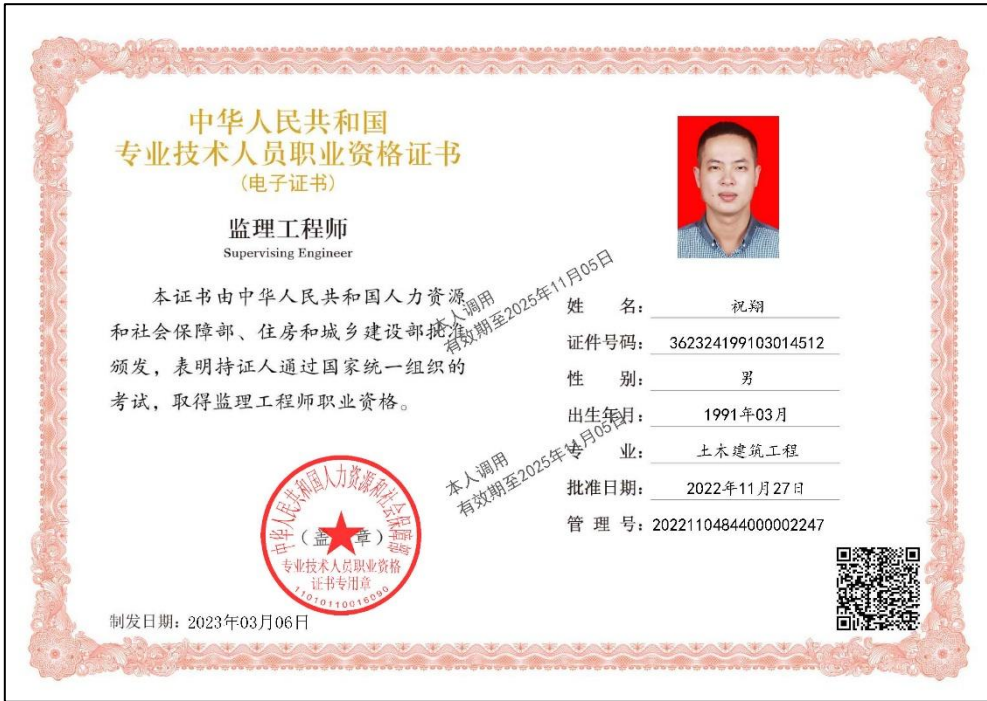 中华人民共和国
专业技术人员职业资格证书
(电子证书)
监理工程师
Supervising Engineer
本证书由中华人民共和国人力资源
和社会保障部、住房和城乡建设部批准
颁发，表明持证人通过国家统一组织的
考试，取得监理工程师职业资格。
本人调用
有效期至2025年11月05日
姓 名: 祝翔
证件号码: 362324199103014512
性 别: 男
出生年月: 1991年03月
专 业: 土木建筑工程
批准日期: 2022年11月27日
管 理 号: 20221104844000002247
本人调用
有效期至2025年11月05日
中华人民共和国人力资源和社会保障部
(盖 章)
专业技术人员职业资格
证书专用章
11010110016090
制发日期: 2023年03月06日